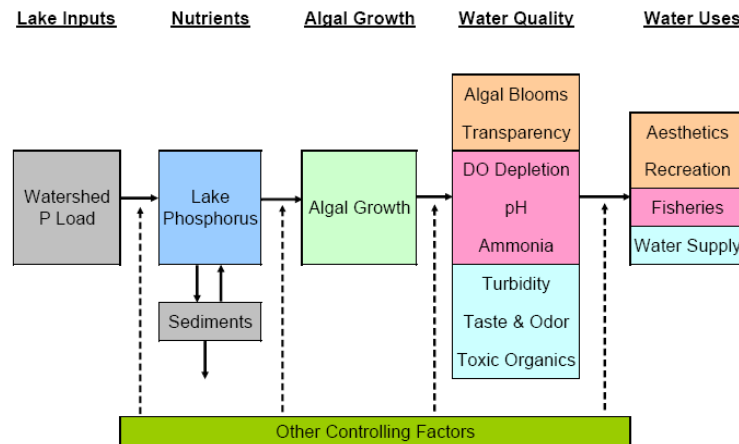 Lake Inputs
Nutrients
Algal Growth
Water Quality
Water Uses
Watershed
P Load
Lake
Phosphorus
Sediments
Algal Growth
Algal Blooms
Transparency
DO Depletion
pH
Ammonia
Turbidity
Taste & Odor
Toxic Organics
Aesthetics
Recreation
Fisheries
Water Supply
Other Controlling Factors